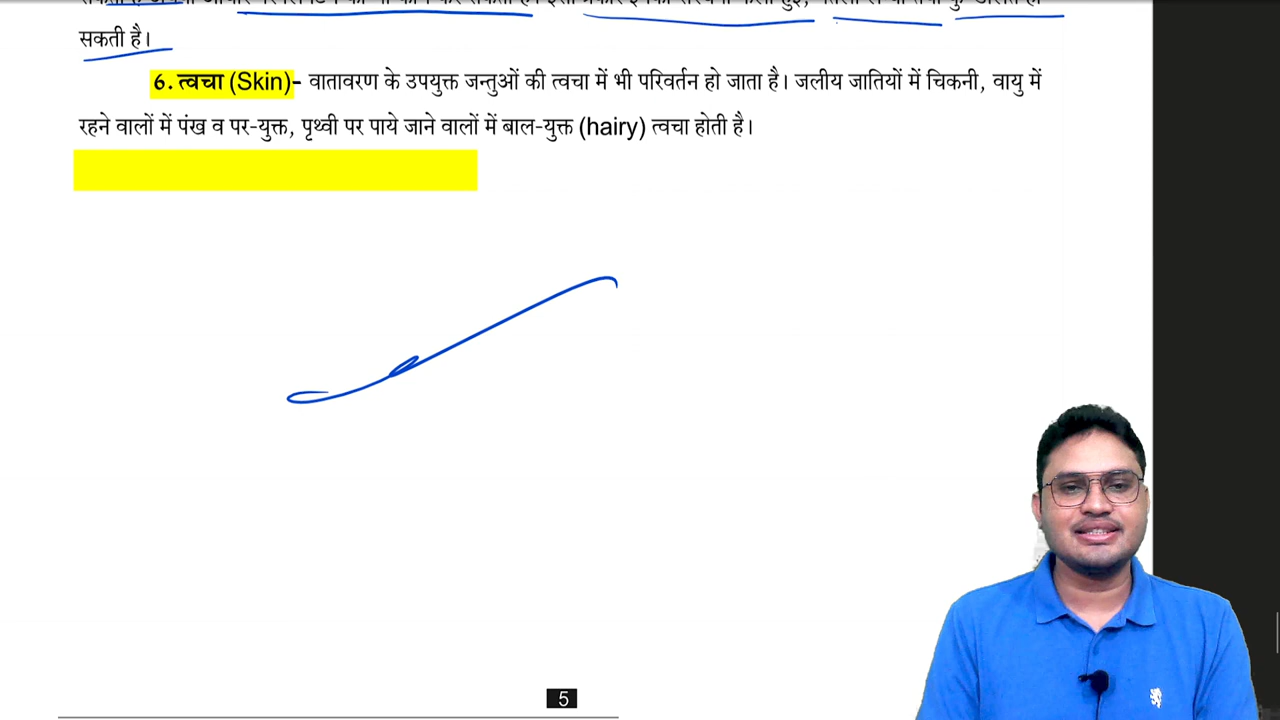 सकती है।
6. त्वचा (Skin)- वातावरण के उपयुक्त जन्तुओं की त्वचा में भी परिवर्तन हो जाता है। जलीय जातियों में चिकनी, वायु में
रहने वालों में पंख व पर-युक्त, पृथ्वी पर पाये जाने वालों में बाल-युक्त (hairy) त्वचा होती है।
5